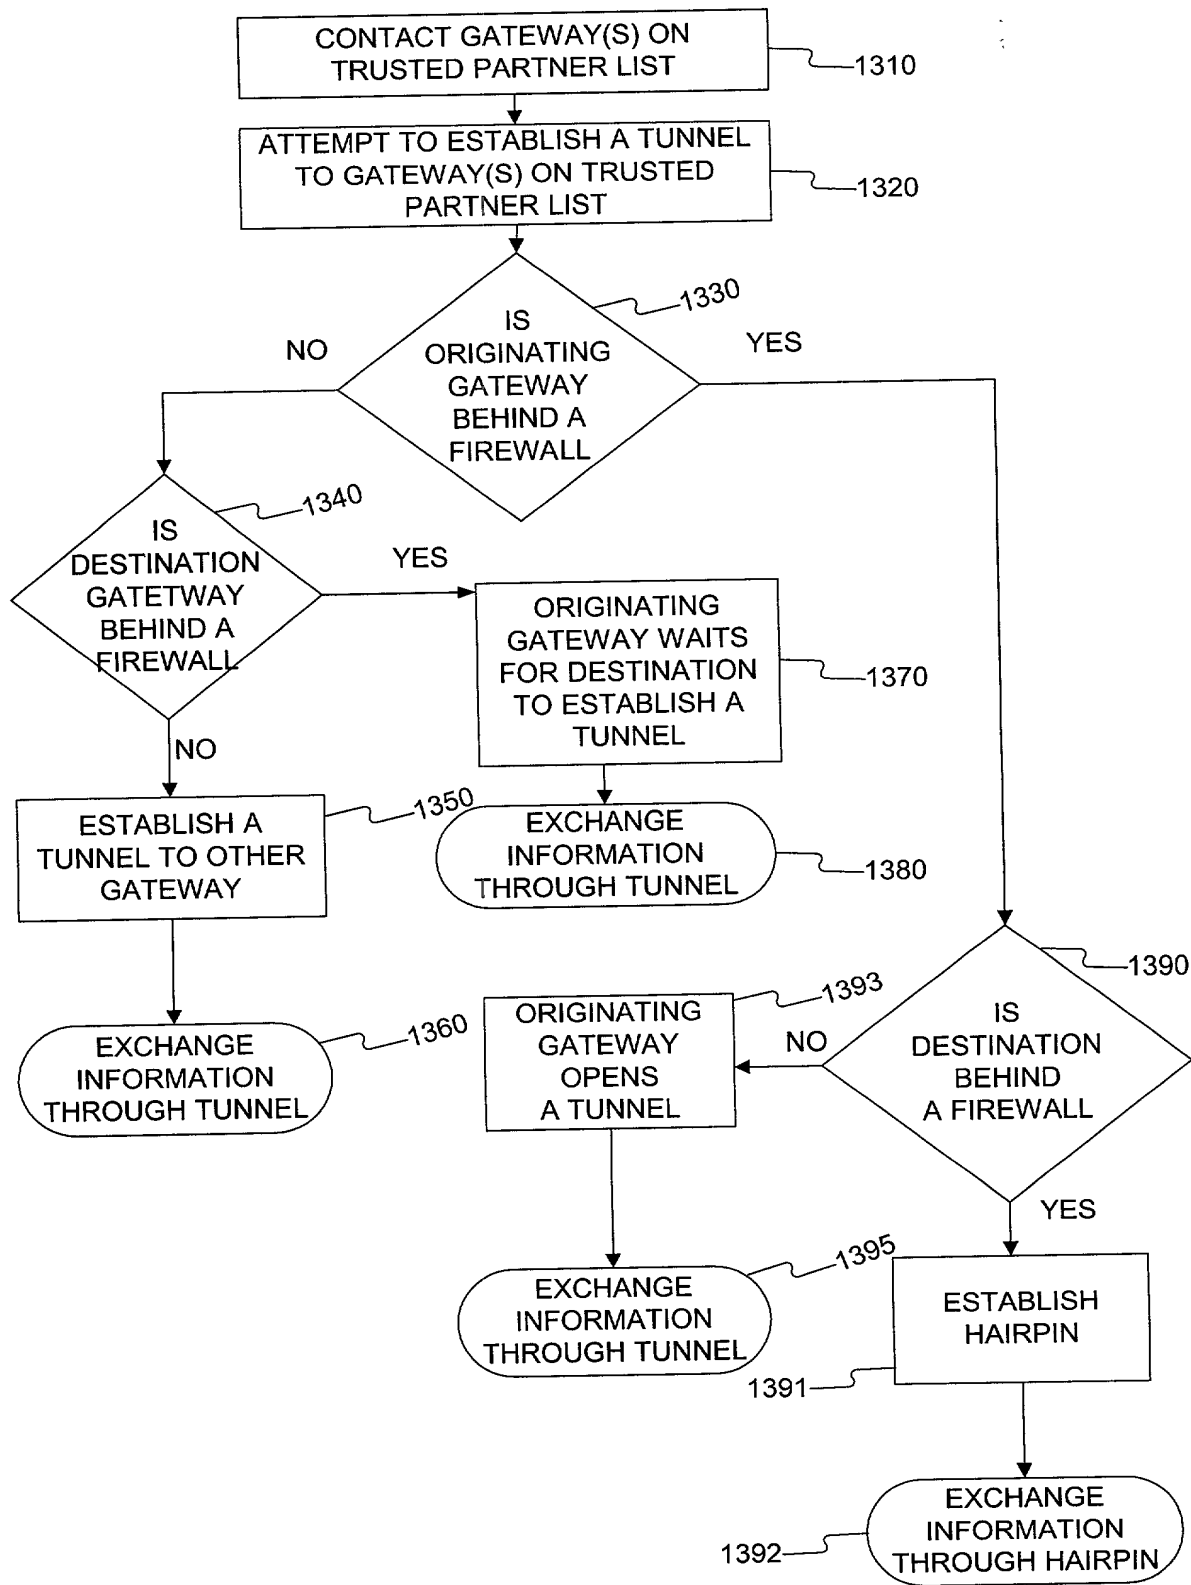 CONTACT GATEWAY(S) ON
TRUSTED PARTNER LIST
1310
ATTEMPT TO ESTABLISH A TUNNEL
TO GATEWAY(S) ON TRUSTED
PARTNER LIST
1320
IS
ORIGINATING
GATEWAY
BEHIND A
FIREWALL
1330
NO
YES
IS
DESTINATION
GATETWAY
BEHIND A
FIREWALL
1340
YES
ORIGINATING
GATEWAY WAITS
FOR DESTINATION
TO ESTABLISH A
TUNNEL
1370
NO
ESTABLISH A
TUNNEL TO OTHER
GATEWAY
1350
EXCHANGE
INFORMATION
THROUGH TUNNEL
1380
EXCHANGE
INFORMATION
THROUGH TUNNEL
1360
IS
DESTINATION
BEHIND
A FIREWALL
1390
NO
ORIGINATING
GATEWAY
OPENS
A TUNNEL
1393
YES
EXCHANGE
INFORMATION
THROUGH TUNNEL
1395
ESTABLISH
HAIRPIN
1391
EXCHANGE
INFORMATION
THROUGH HAIRPIN
1392